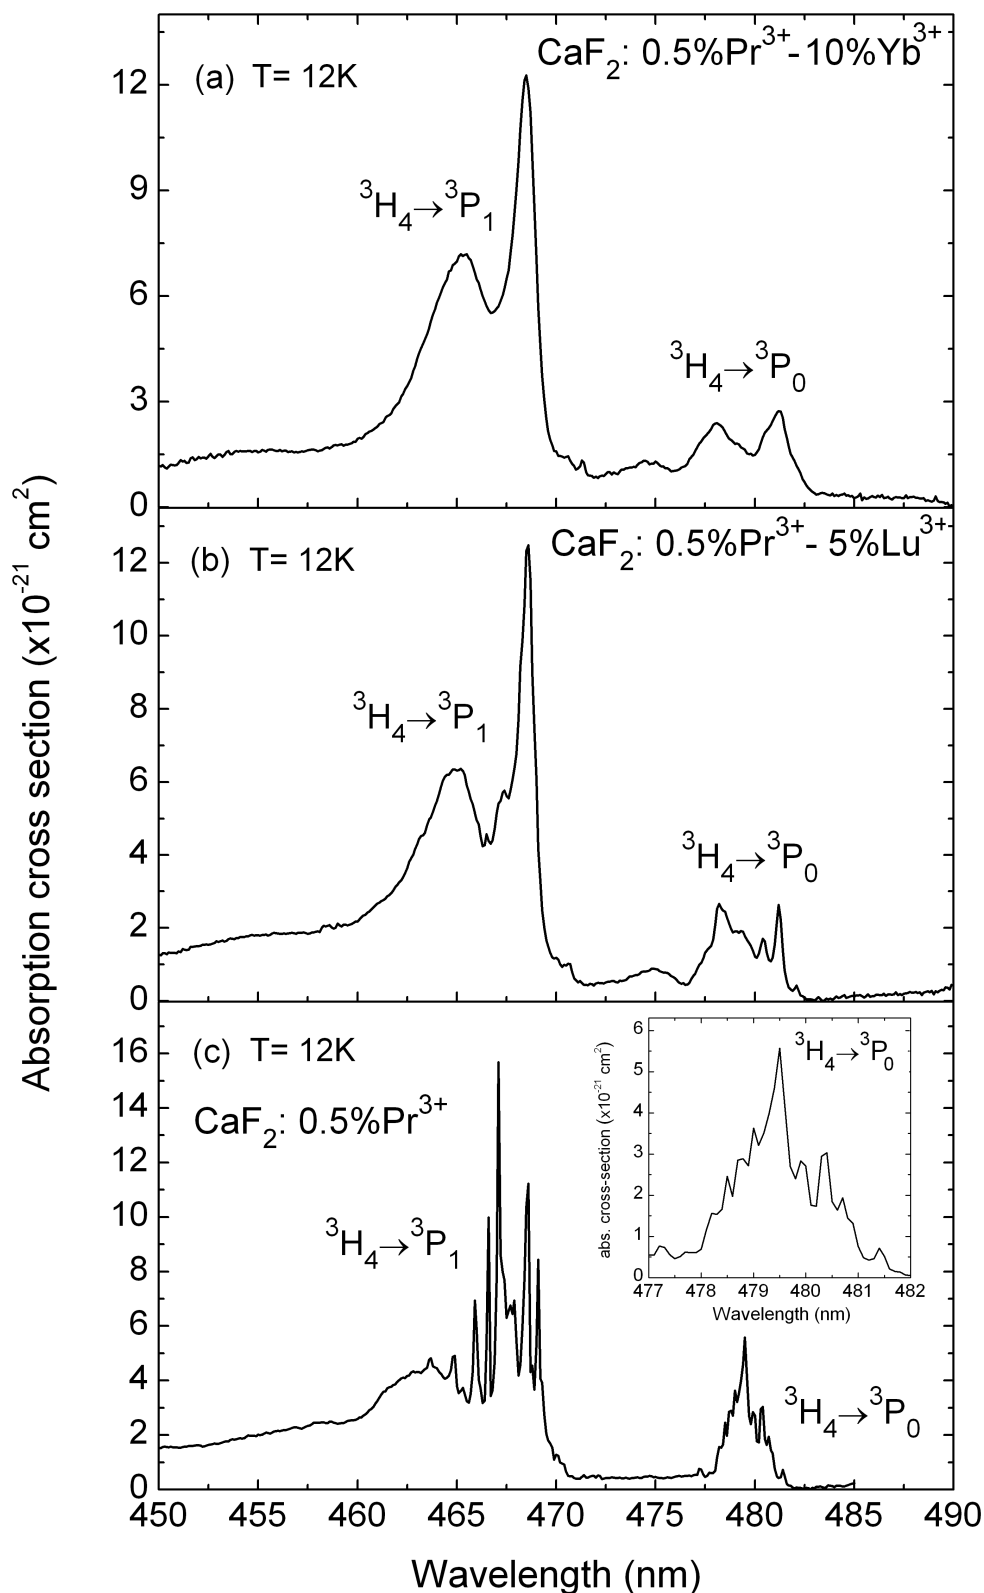 CaF₂: 0.5%Pr³⁺-10%Yb³⁺
(a) T= 12K
12
9
6
3
0
³H₄→³P₁
³H₄→³P₀
CaF₂: 0.5%Pr³⁺- 5%Lu³⁺
(b) T= 12K
12
10
8
6
4
2
0
³H₄→³P₁
³H₄→³P₀
Absorption cross section (x10⁻²¹ cm²)
(c) T= 12K
CaF₂: 0.5%Pr³⁺
16
14
12
10
8
6
4
2
0
³H₄→³P₁
³H₄→³P₀
³H₄→³P₀
abs. cross-section (x10⁻²¹ cm²)
6
5
4
3
2
1
0
477 478 479 480 481 482
Wavelength (nm)
450 455 460 465 470 475 480 485 490
Wavelength (nm)